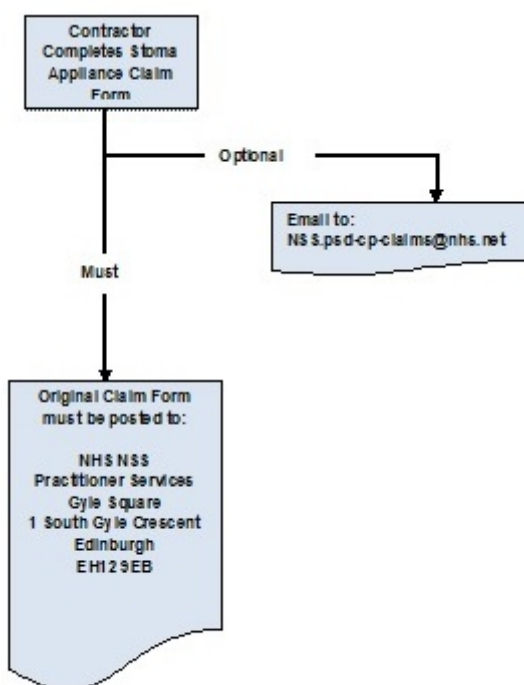 Contractor
Completes Stoma
Appliance Claim
Form
Optional
Email to:
NSS.psd-cp-claims@nhs.net
Must
Original Claim Form
must be posted to:
NHS NSS
Practitioner Services
Gyle Square
1 South Gyle Crescent
Edinburgh
EH12 9EB